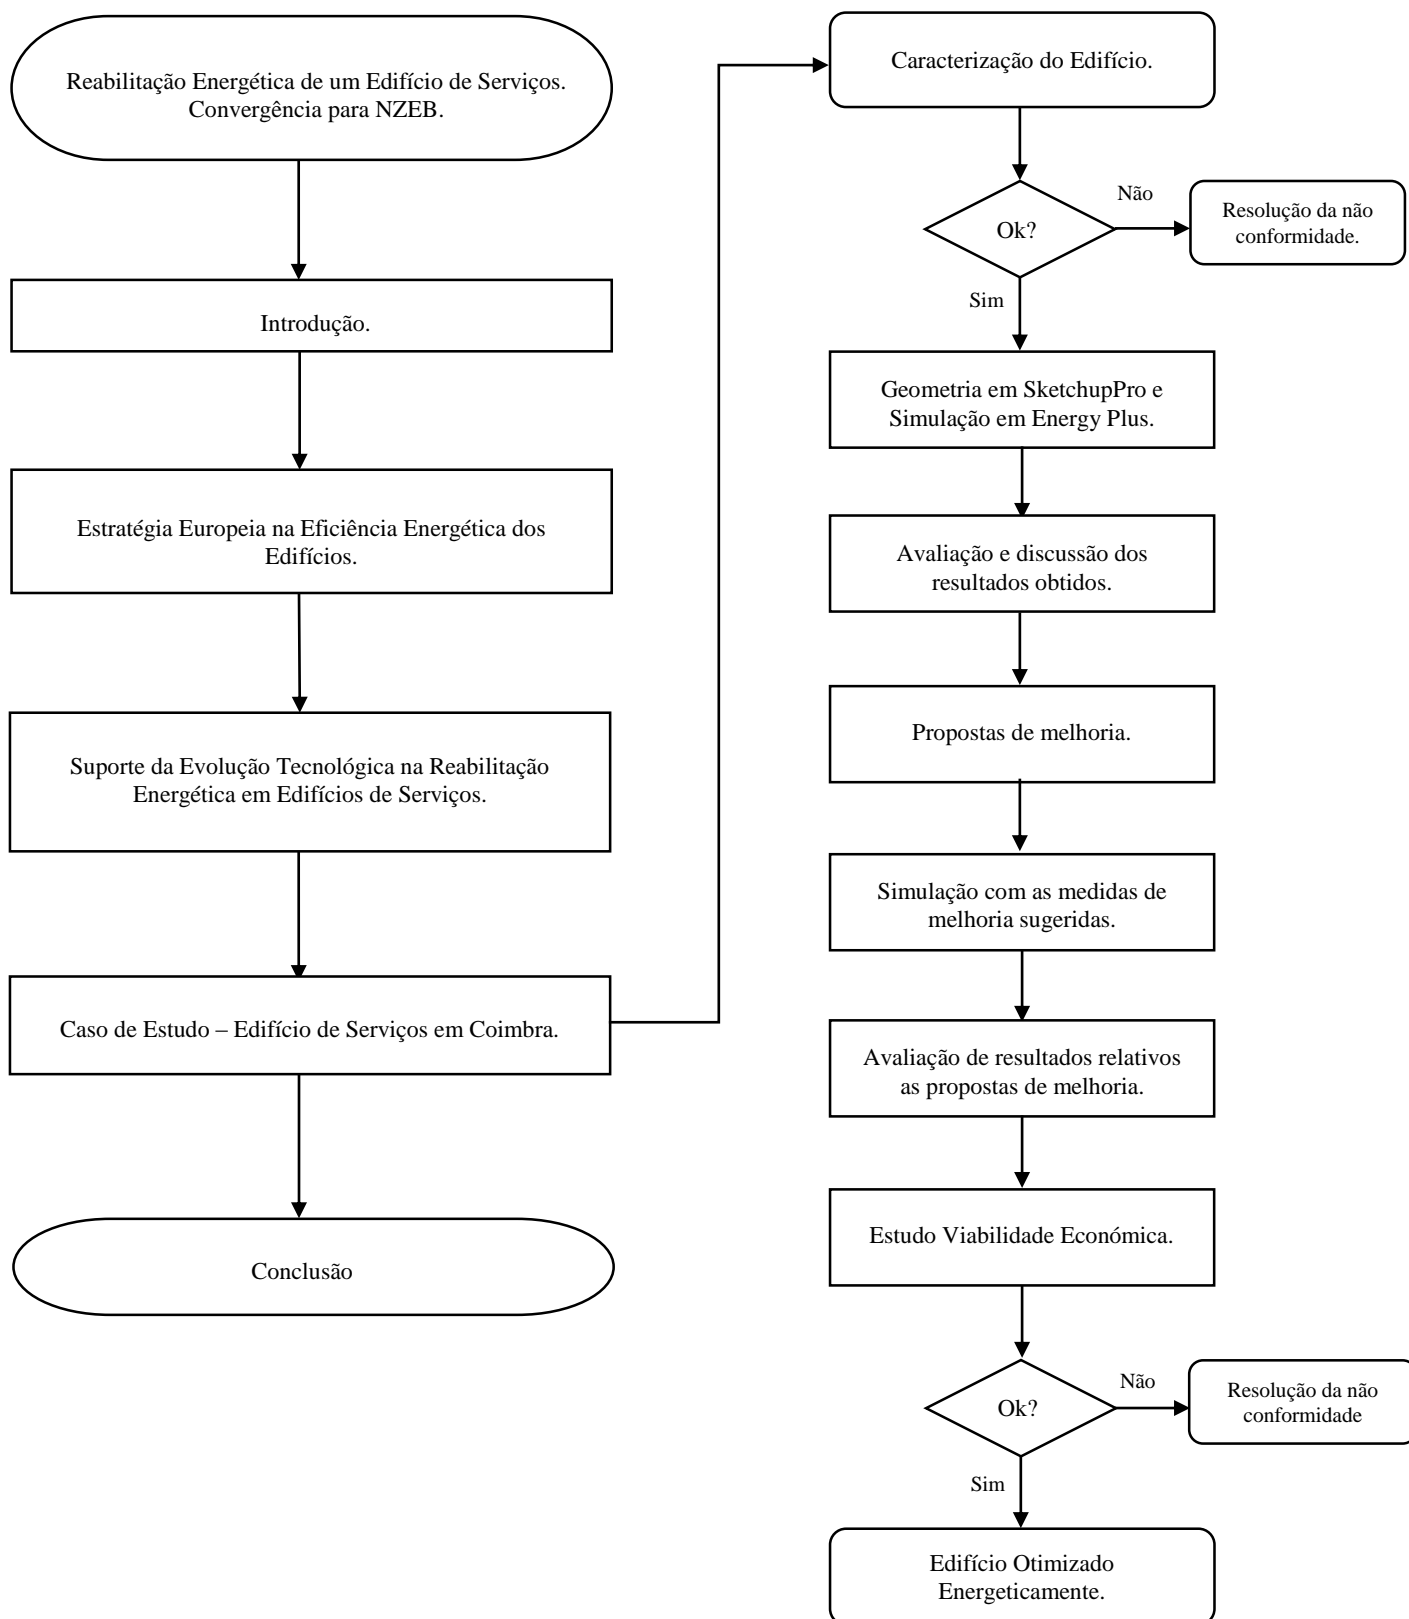 Reabilitação Energética de um Edifício de Serviços.
Convergência para NZEB.
Introdução.
Estratégia Europeia na Eficiência Energética dos
Edifícios.
Suporte da Evolução Tecnológica na Reabilitação
Energética em Edifícios de Serviços.
Caso de Estudo – Edifício de Serviços em Coimbra.
Conclusão
Caracterização do Edifício.
Ok?
Não
Resolução da não
conformidade.
Sim
Geometria em SketchupPro e
Simulação em Energy Plus.
Avaliação e discussão dos
resultados obtidos.
Propostas de melhoria.
Simulação com as medidas de
melhoria sugeridas.
Avaliação de resultados relativos
as propostas de melhoria.
Estudo Viabilidade Económica.
Ok?
Não
Resolução da não
conformidade
Sim
Edifício Otimizado
Energeticamente.